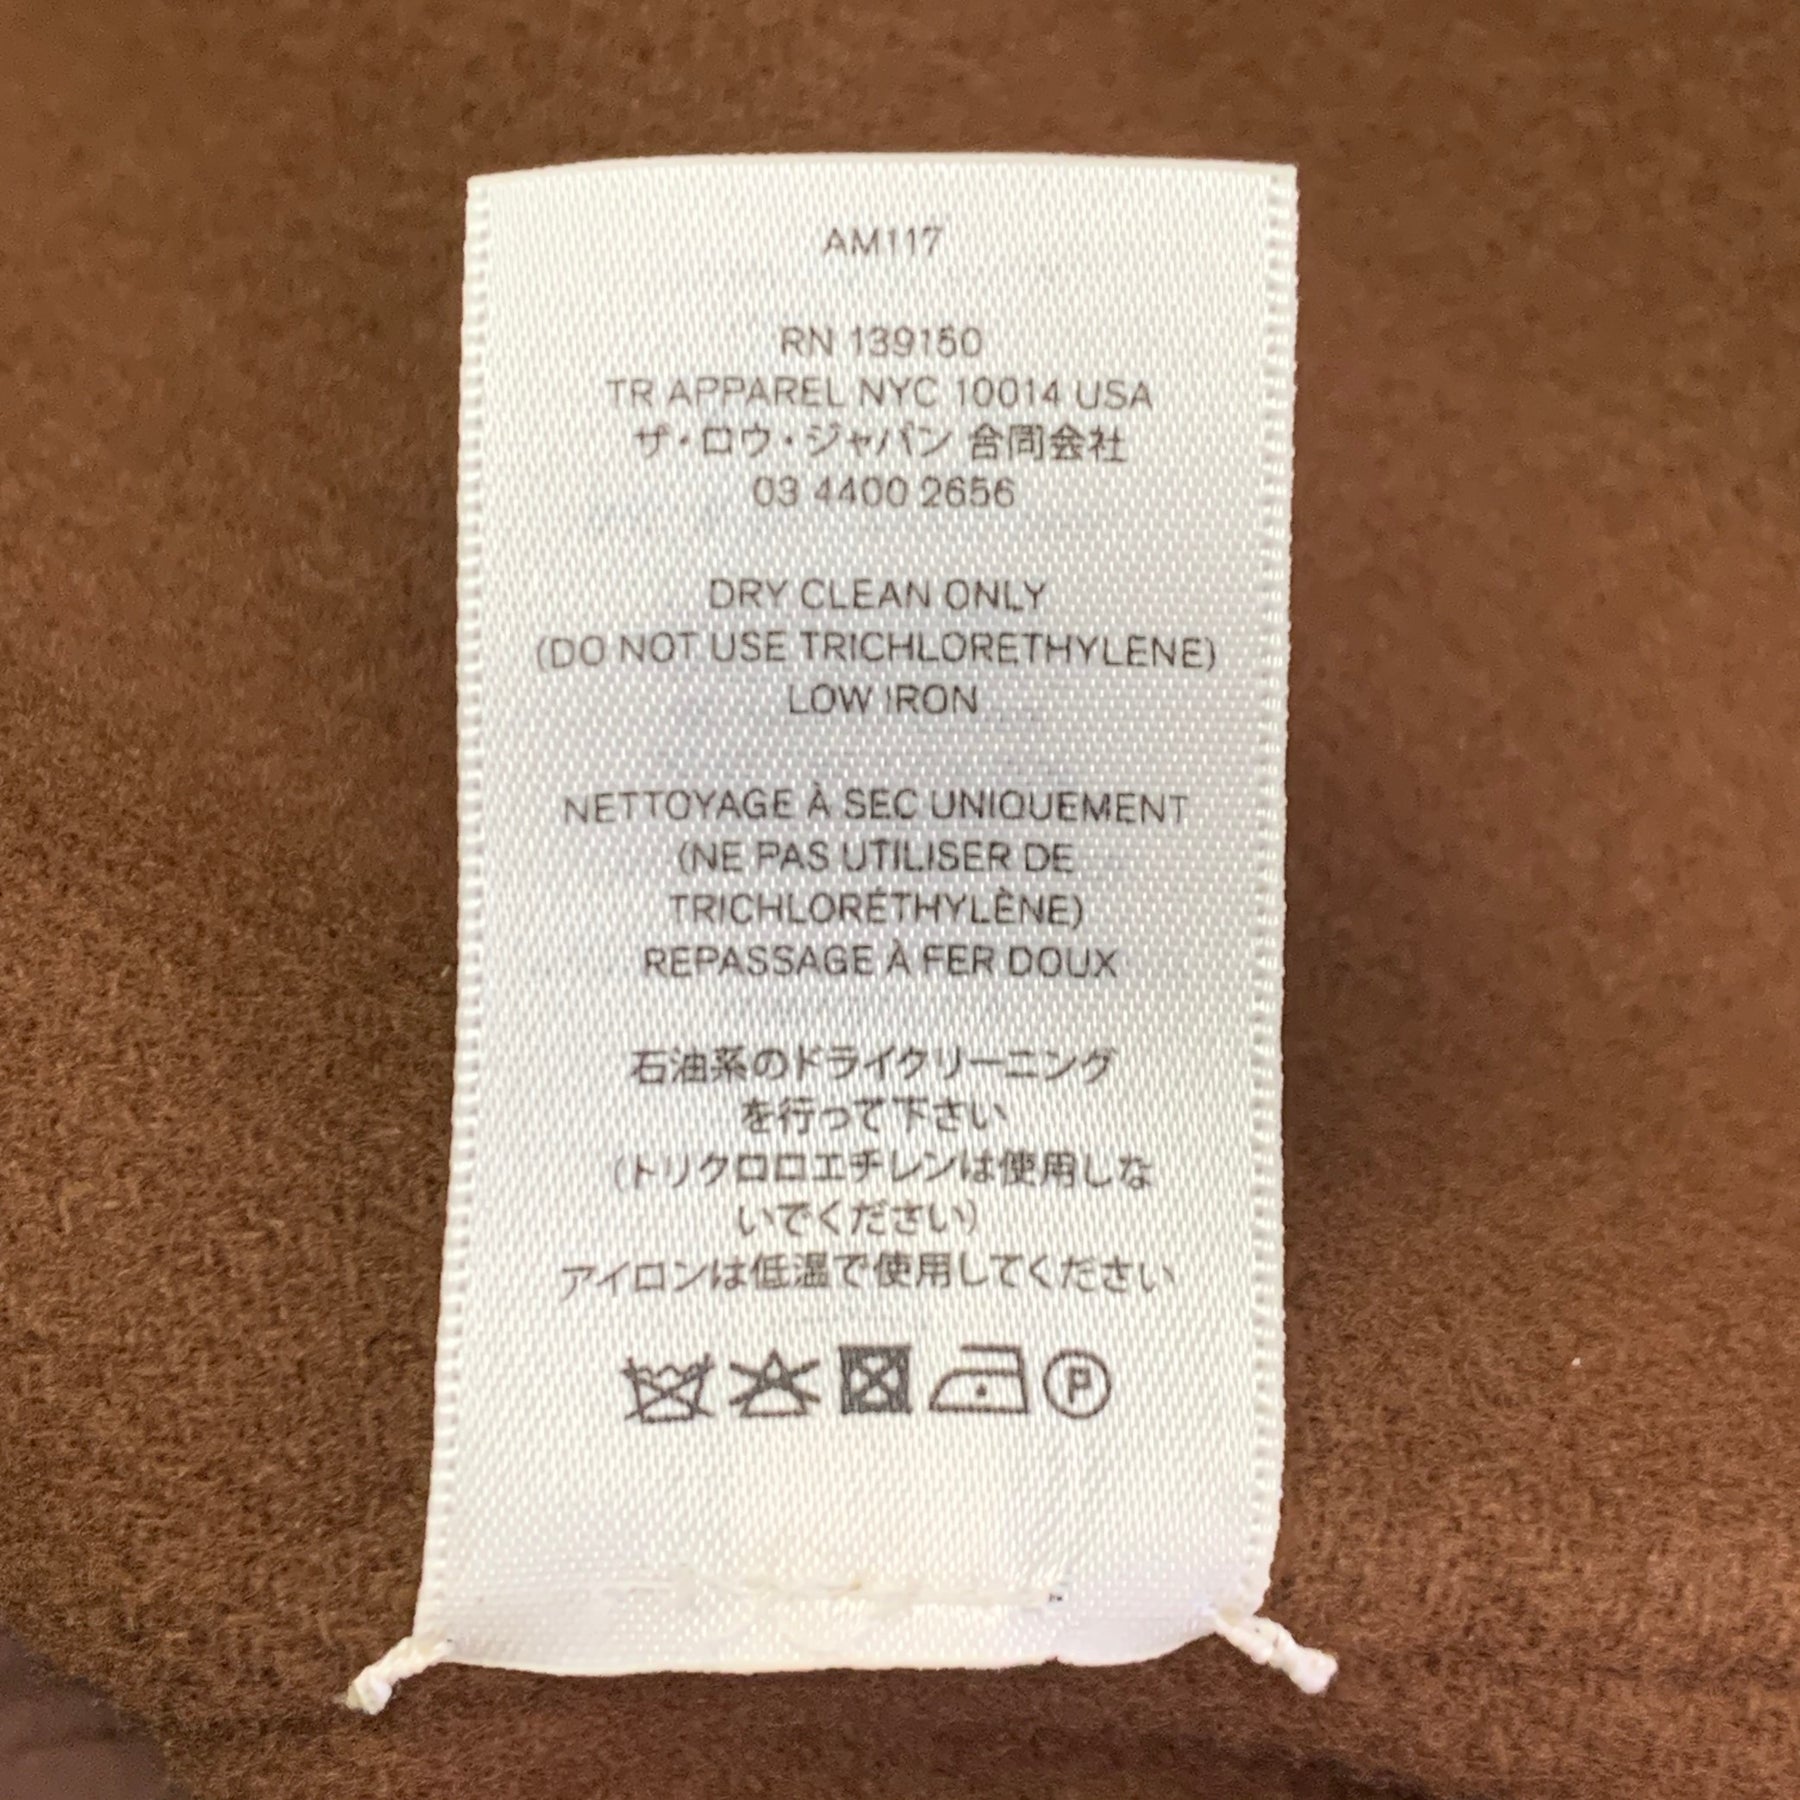 AM117
RN 139150
TR APPAREL NYC 10014 USA
ザ・ロウ・ジャパン 合同会社
03 4400 2656
DRY CLEAN ONLY
(DO NOT USE TRICHLORETHYLENE)
LOW IRON
NETTOYAGE À SEC UNIQUEMENT
(NE PAS UTILISER DE
TRICHLORÉTHYLÈNE)
REPASSAGE À FER DOUX
石油系のドライクリーニング
を行って下さい
(トリクロロエチレンは使用しな
いでください)
アイロンは低温で使用してください
P